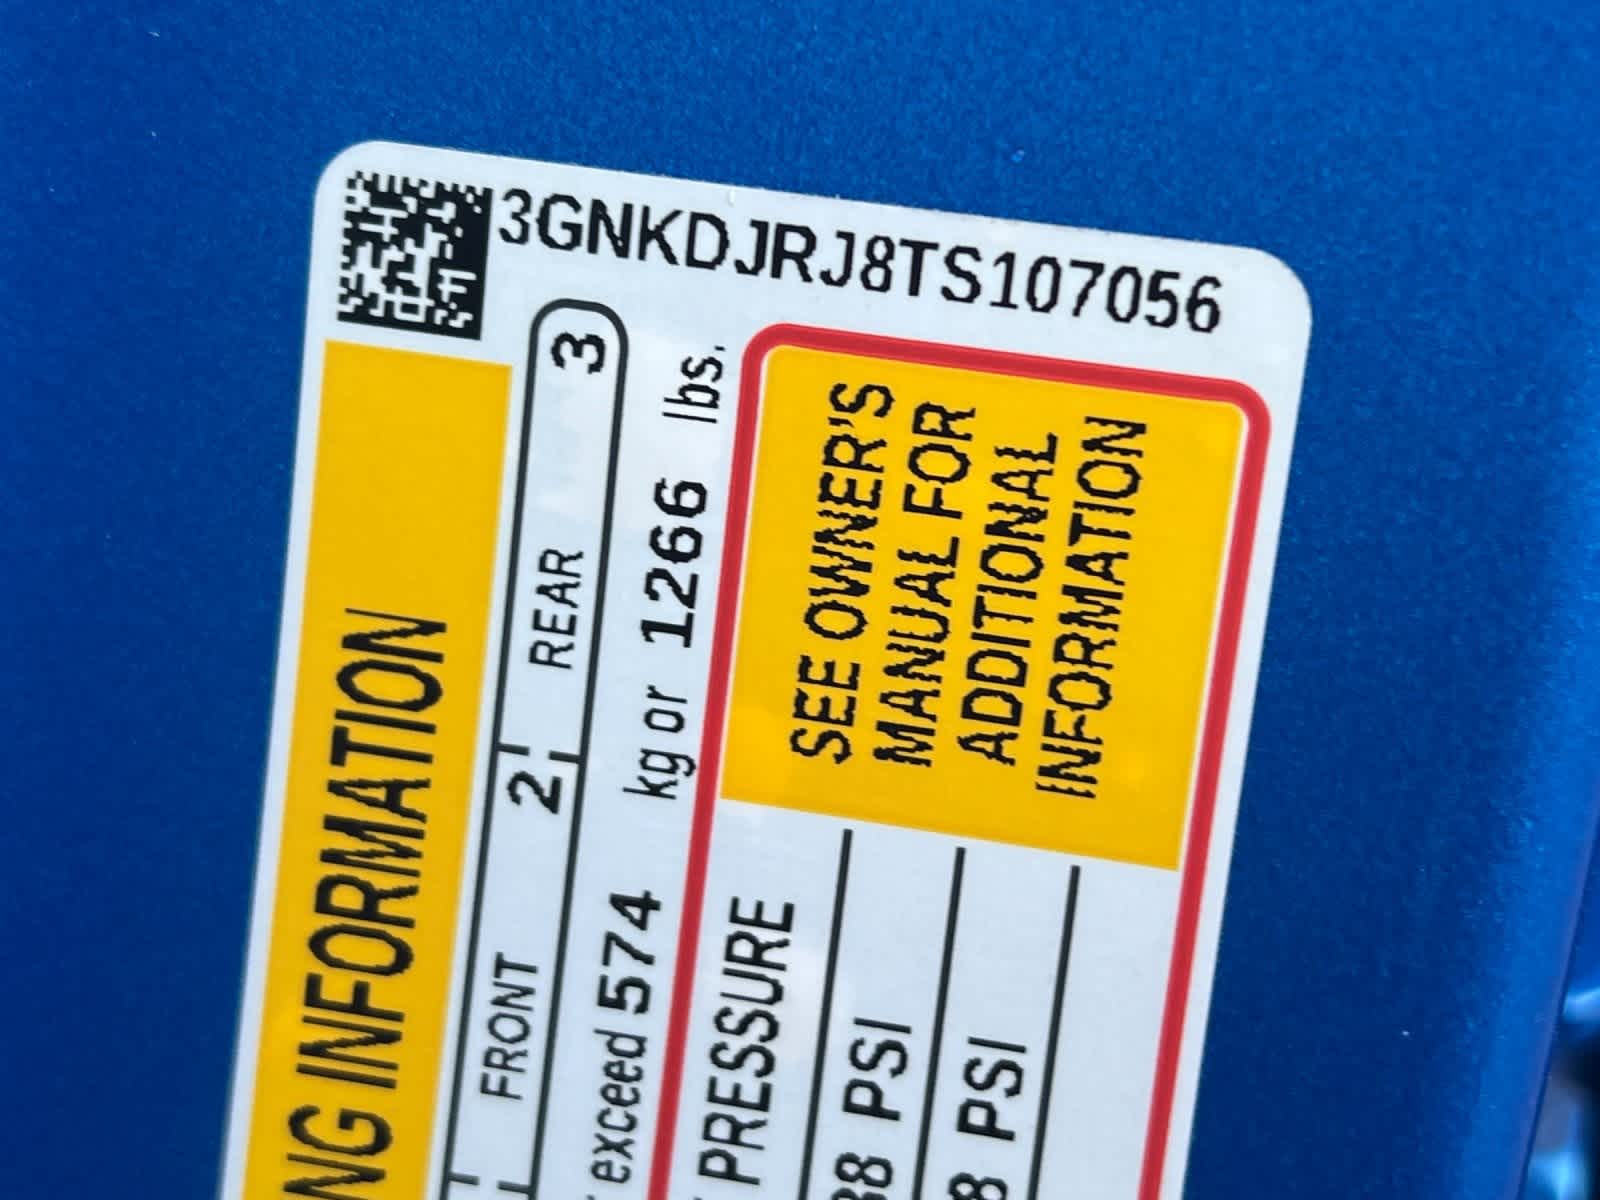 3GNKDJRJ8TS107056
NG INFORMATION
FRONT 2 REAR 3
exceed 574 kg or 1266 lbs.
PRESSURE
PSI
PSI
SEE OWNER'S
MANUAL FOR
ADDITIONAL
INFORMATION